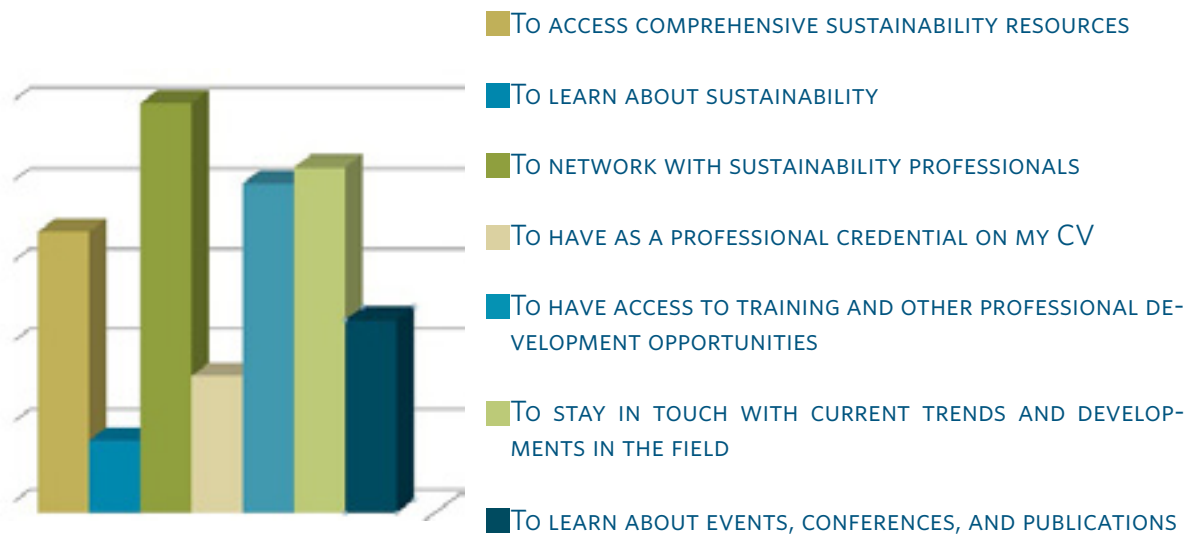 To access comprehensive sustainability resources
To learn about sustainability
To network with sustainability professionals
To have as a professional credential on my CV
To have access to training and other professional de-
velopment opportunities
To stay in touch with current trends and develop-
ments in the field
To learn about events, conferences, and publications